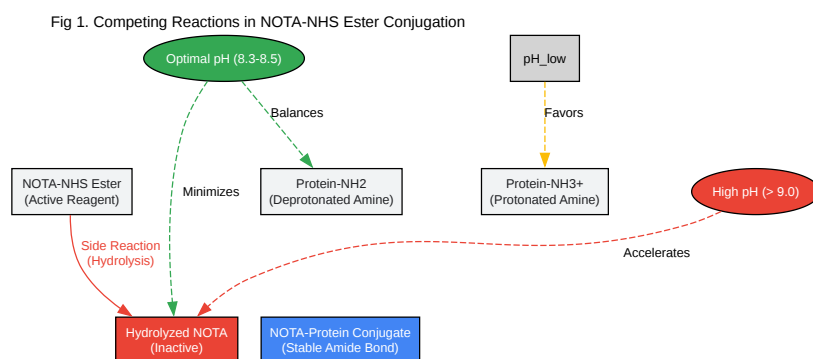 Fig 1. Competing Reactions in NOTA-NHS Ester Conjugation
Optimal pH (8.3-8.5)
pH_low
Balances
Favors
NOTA-NHS Ester
(Active Reagent)
Minimizes
Protein-NH2
(Deprotonated Amine)
Protein-NH3+
(Protonated Amine)
High pH (> 9.0)
Side Reaction
(Hydrolysis)
Accelerates
Hydrolyzed NOTA
(Inactive)
NOTA-Protein Conjugate
(Stable Amide Bond)